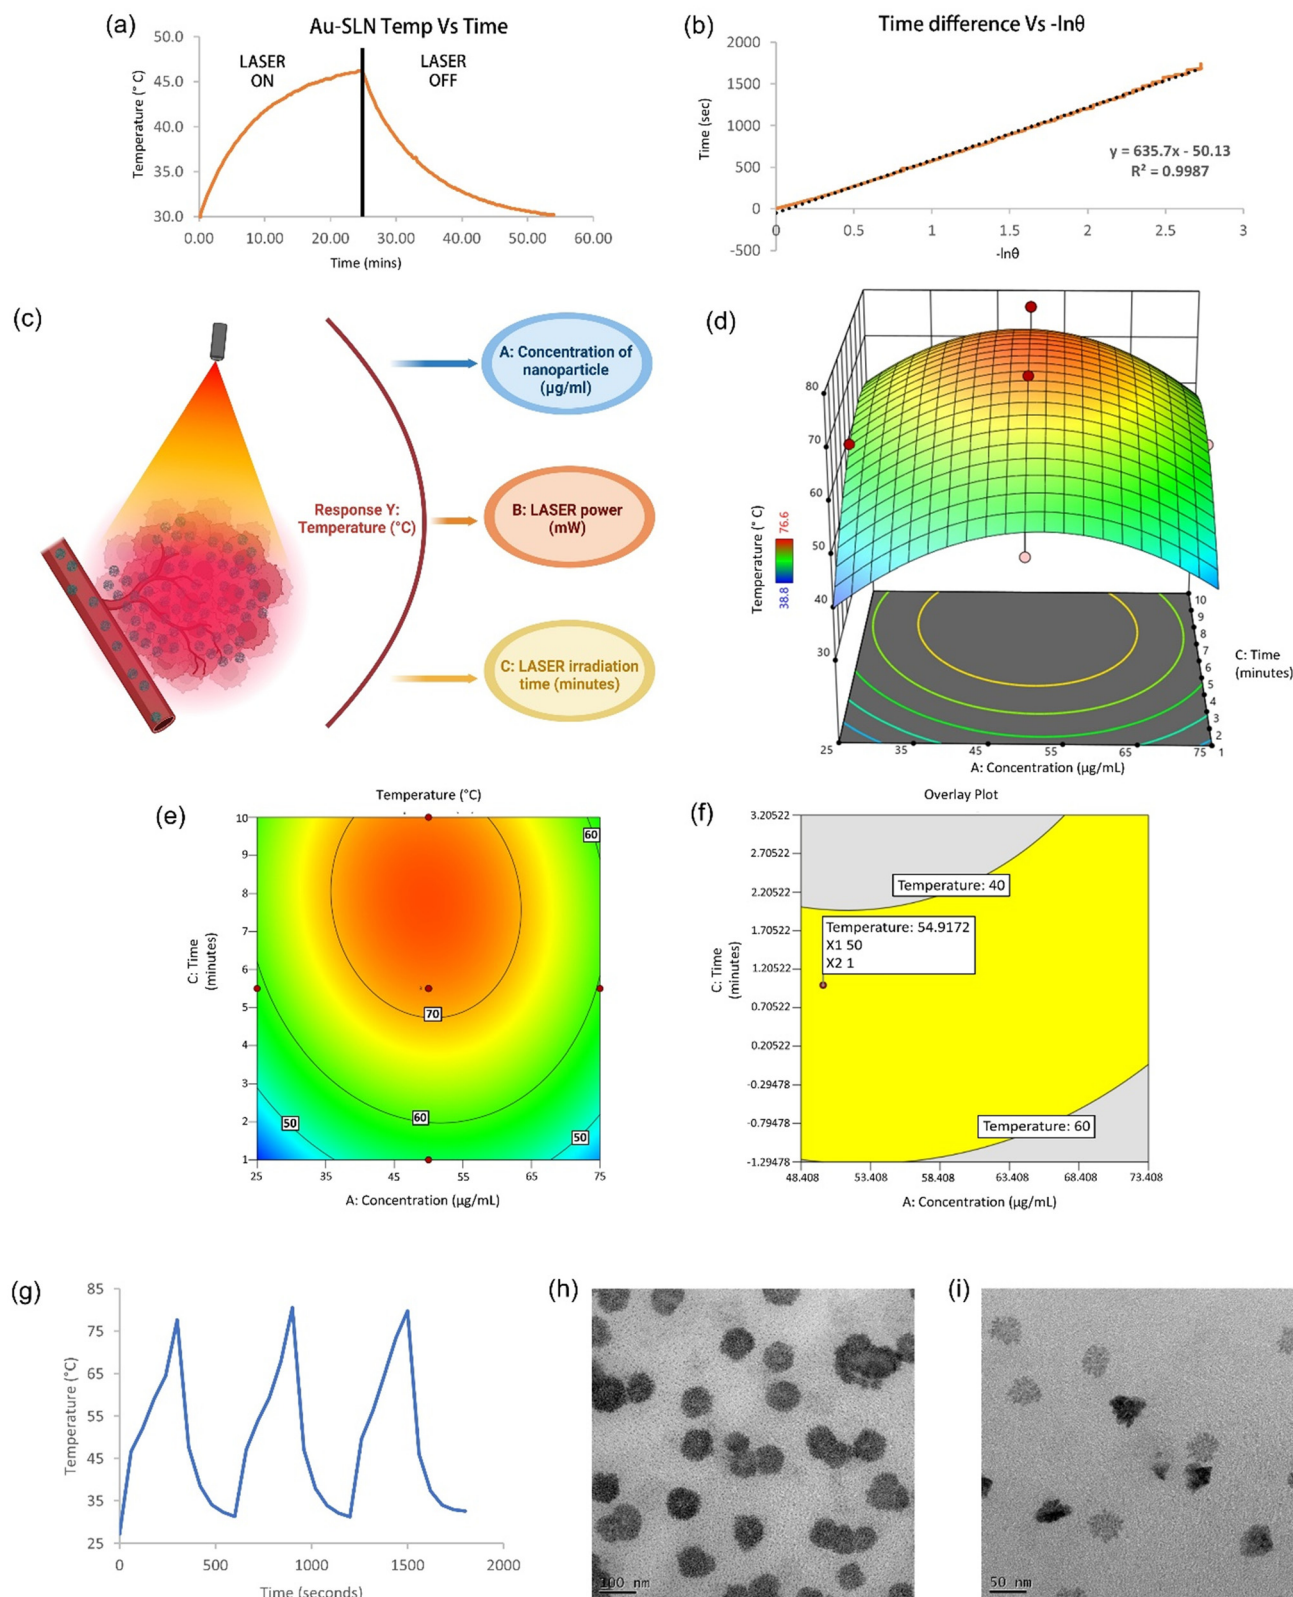 (a)
Au-SLN Temp Vs Time
50.0
45.0
40.0
35.0
30.0
Temperature (° C)
LASER
ON
LASER
OFF
0.00 10.00 20.00 30.00 40.00 50.00 60.00
Time (mins)
(b)
Time difference Vs -lnθ
2000
1500
1000
500
0
-500
Time (sec)
y = 635.7x - 50.13
R² = 0.9987
0 0.5 1 1.5 2 2.5 3
-lnθ
(c)
Response Y:
Temperature (°C)
A: Concentration of
nanoparticle
(µg/ml)
B: LASER power
(mW)
C: LASER irradiation
time (minutes)
(d)
80
70
60
50
40
30
Temperature (° C)
38.8 76.6
10
9
8
7
6
5
4
3
2
1
C: Time
(minutes)
25 35 45 55 65 75
A: Concentration (µg/mL)
(e)
Temperature (°C)
10
9
8
7
6
5
4
3
2
1
C: Time
(minutes)
60
70
60
50
50
25 35 45 55 65 75
A: Concentration (µg/mL)
(f)
Overlay Plot
3.20522
2.70522
2.20522
1.70522
1.20522
0.70522
0.20522
-0.29478
-0.79478
-1.29478
C: Time
(minutes)
Temperature: 40
Temperature: 54.9172
X1 50
X2 1
Temperature: 60
48.408 53.408 58.408 63.408 68.408 73.408
A: Concentration (µg/mL)
(g)
85
75
65
55
45
35
25
Temperature (°C)
0 500 1000 1500 2000
Time (seconds)
(h)
100 nm
(i)
50 nm